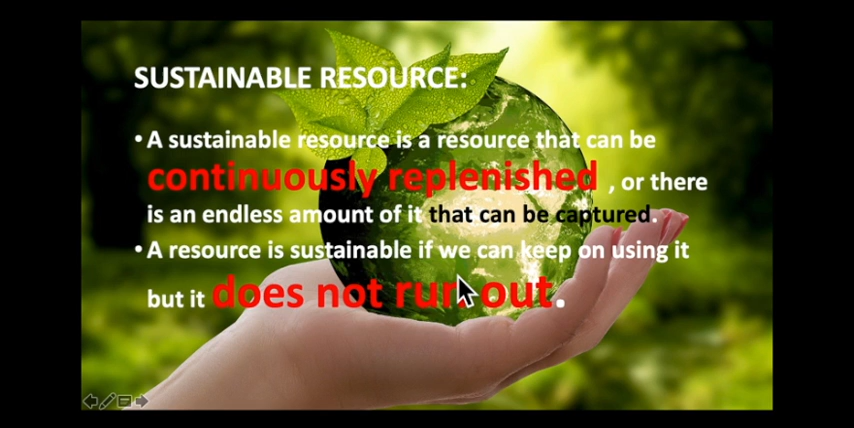 SUSTAINABLE RESOURCE:
• A sustainable resource is a resource that can be
continuously replenished , or there
is an endless amount of it that can be captured.
• A resource is sustainable if we can keep on using it
but it does not run out.